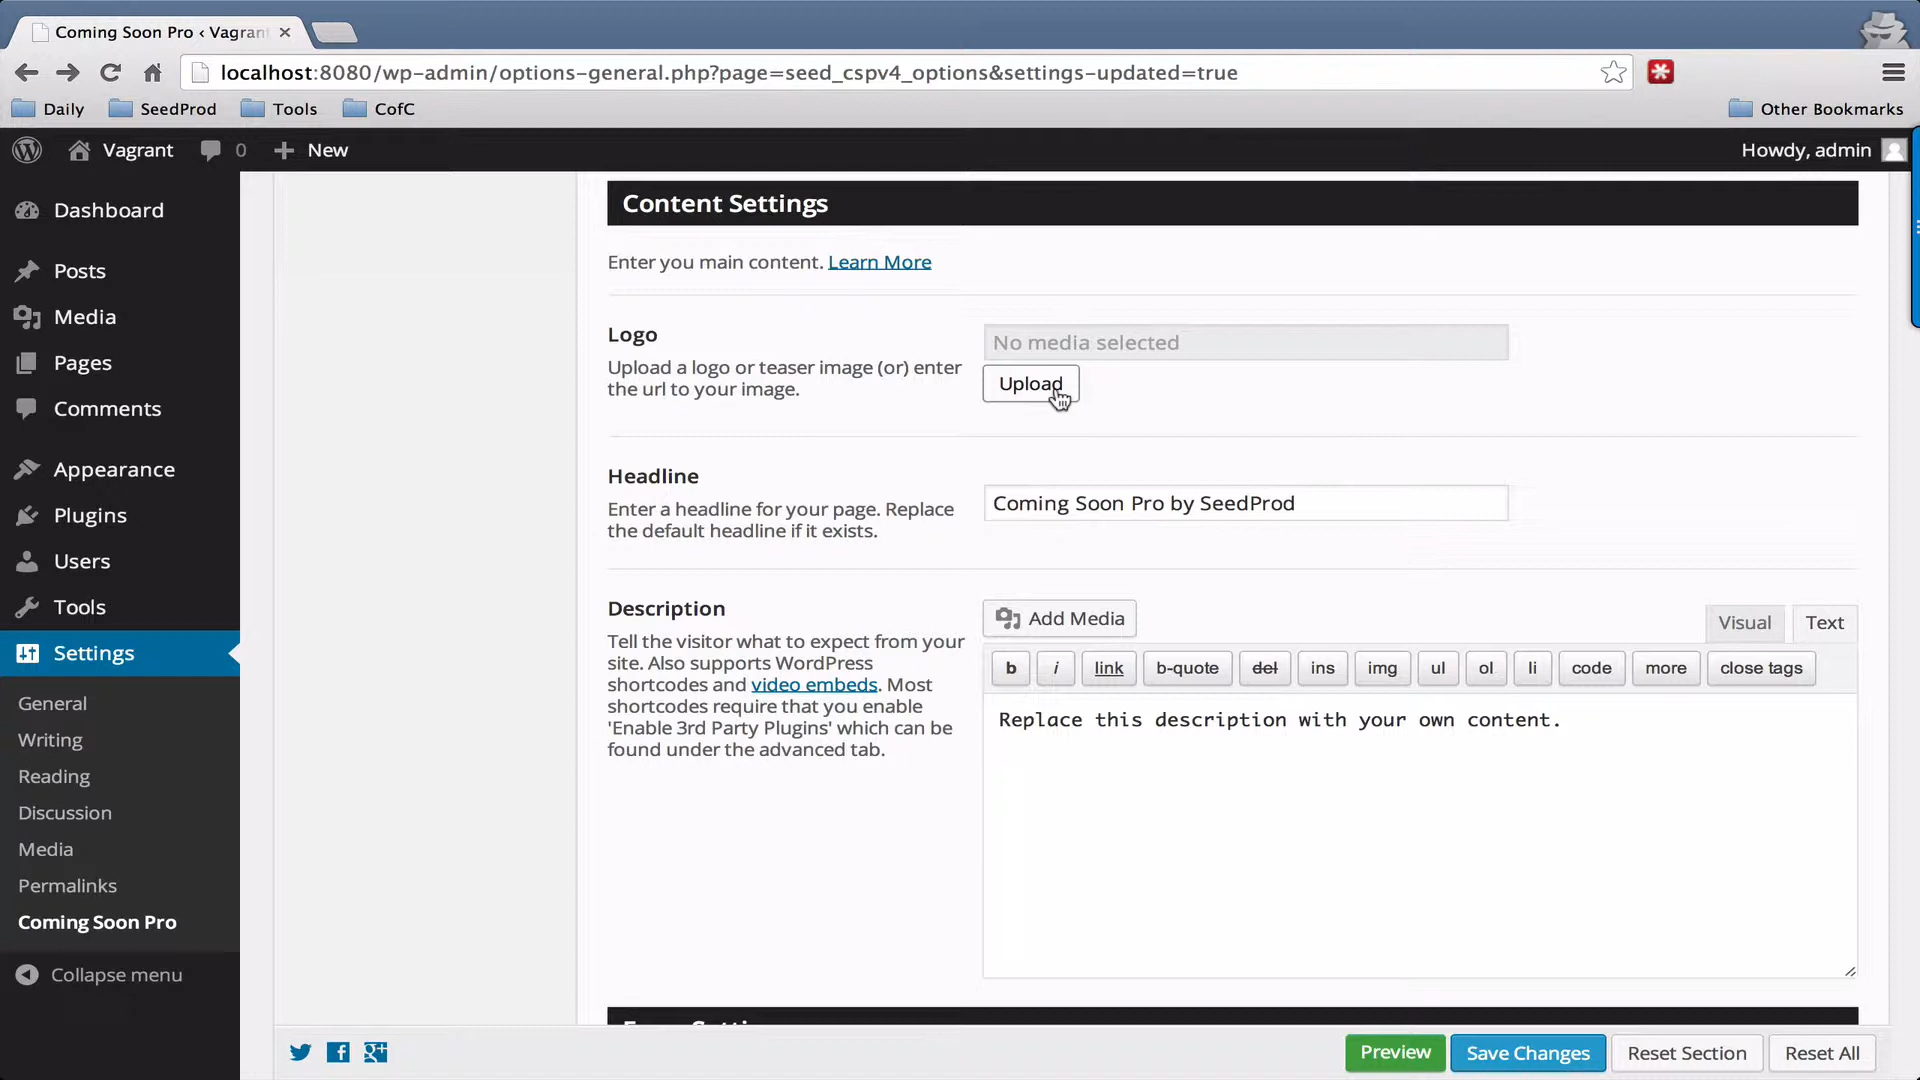 Coming Soon Pro ‹ Vagran
localhost:8080/wp-admin/options-general.php?page=seed_cspv4_options&settings-updated=true
Daily SeedProd Tools CofC Other Bookmarks
Vagrant 0 New Howdy, admin
Dashboard
Posts
Media
Pages
Comments
Appearance
Plugins
Users
Tools
Settings
General
Writing
Reading
Discussion
Media
Permalinks
Coming Soon Pro
Collapse menu
Content Settings
Enter you main content. Learn More
Logo
Upload a logo or teaser image (or) enter
the url to your image.
No media selected
Upload
Headline
Enter a headline for your page. Replace
the default headline if it exists.
Coming Soon Pro by SeedProd
Description
Tell the visitor what to expect from your
site. Also supports WordPress
shortcodes and video embeds. Most
shortcodes require that you enable
'Enable 3rd Party Plugins' which can be
found under the advanced tab.
Add Media
Visual Text
b i link b-quote del ins img ul ol li code more close tags
Replace this description with your own content.
Preview Save Changes Reset Section Reset All